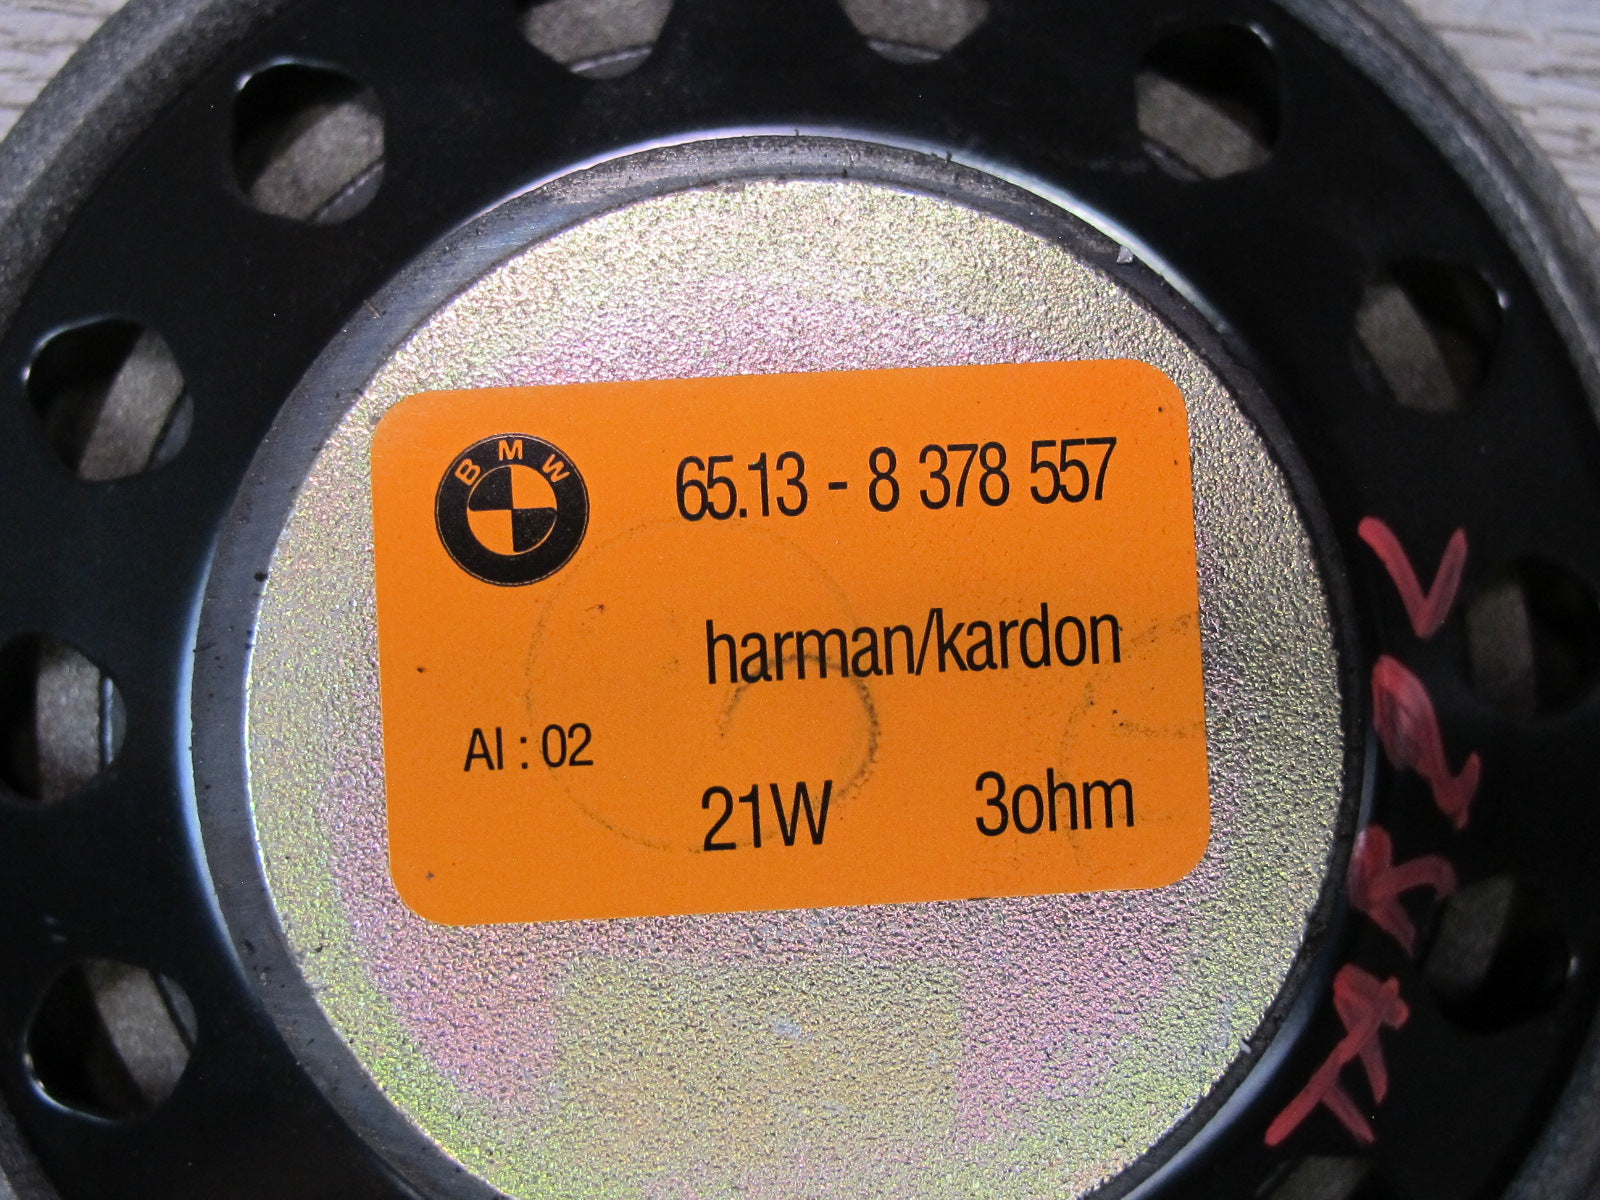 BMW
65.13 - 8 378 557
harman/kardon
AI : 02
21W 3ohm